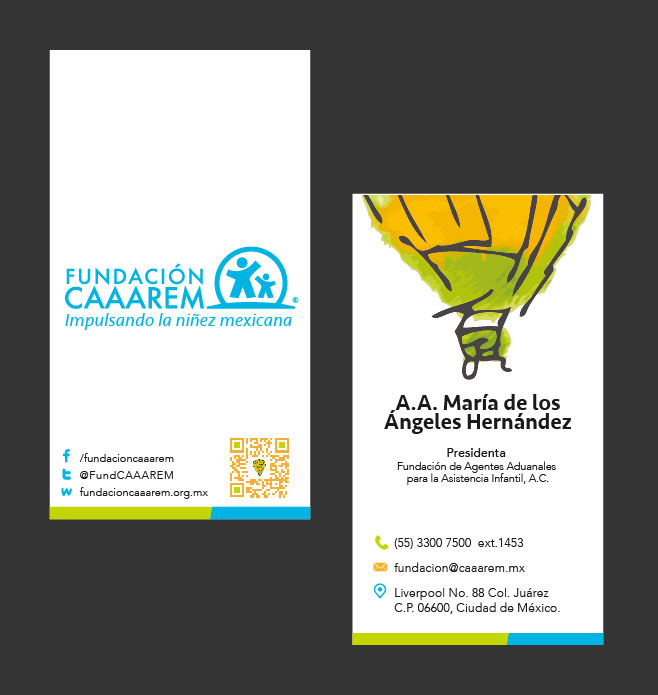 FUNDACIÓN
CAAAREM
®
Impulsando la niñez mexicana
/fundacioncaaarem
@FundCAAAREM
fundacioncaaarem.org.mx
A.A. María de los
Ángeles Hernández
Presidenta
Fundación de Agentes Aduanales
para la Asistencia Infantil, A.C.
(55) 3300 7500 ext.1453
fundacion@caaarem.mx
Liverpool No. 88 Col. Juárez
C.P. 06600, Ciudad de México.